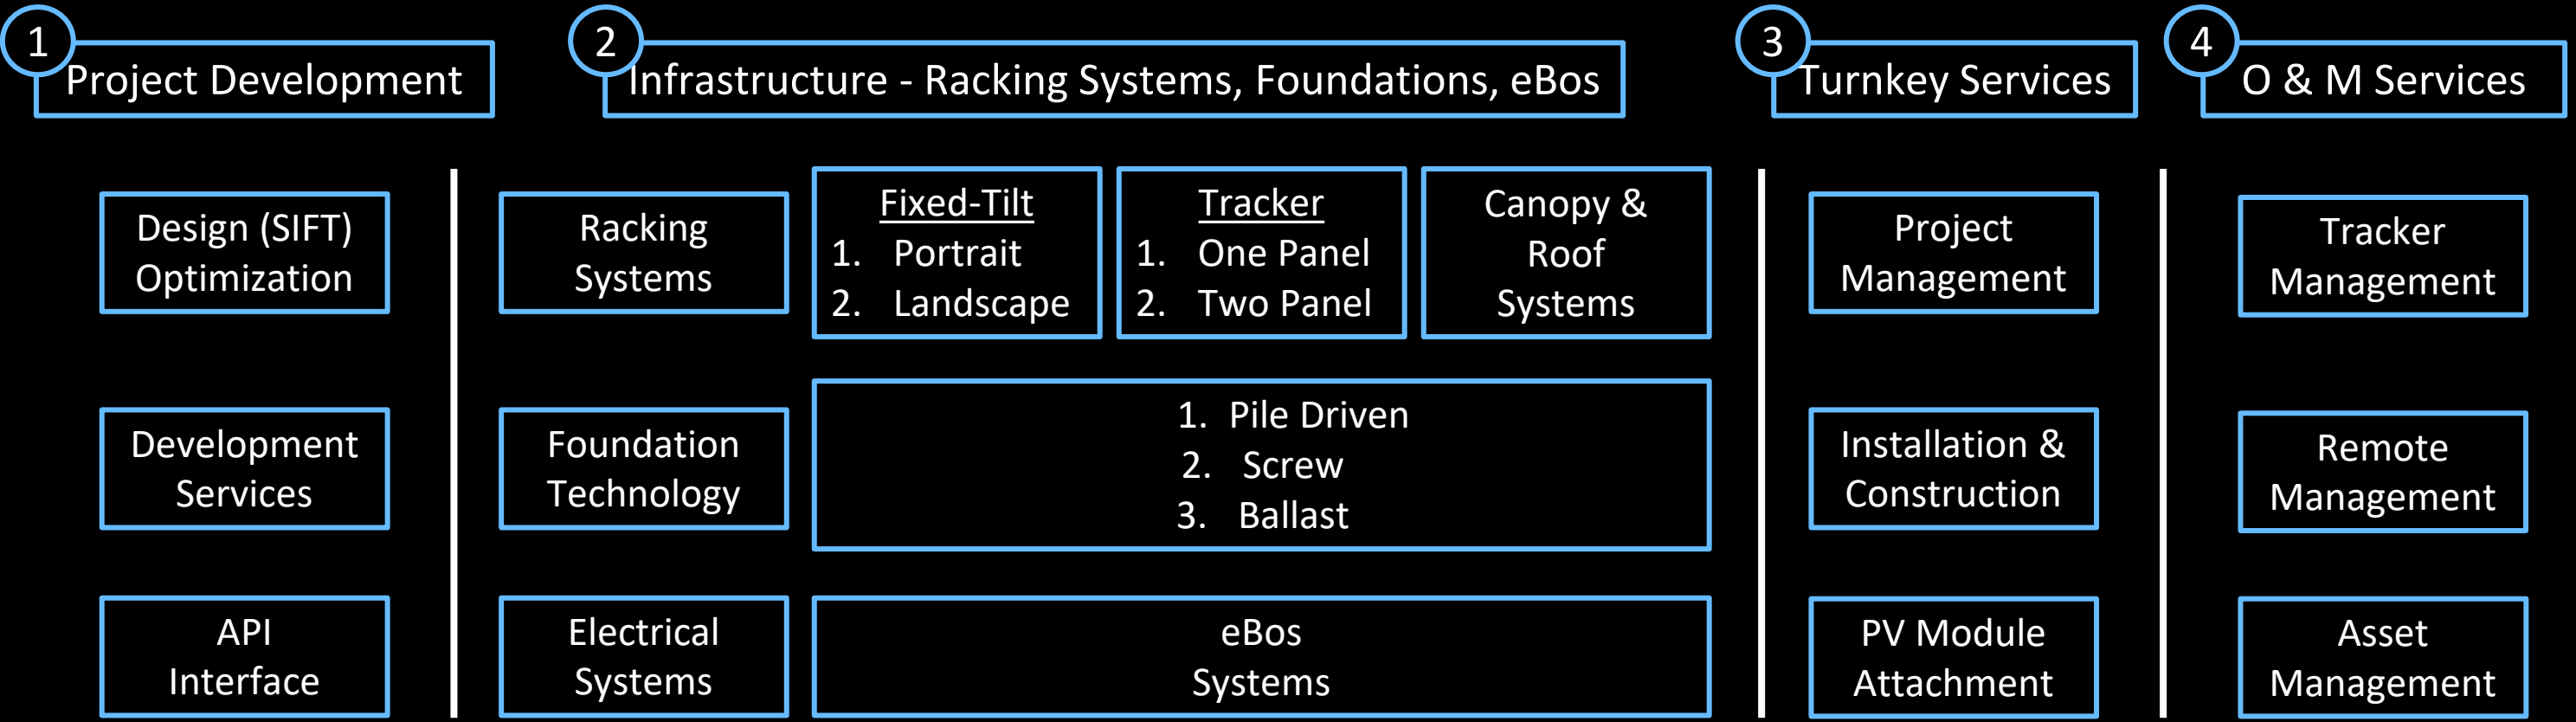 1
Project Development
2
Infrastructure - Racking Systems, Foundations, eBos
3
Turnkey Services
4
O & M Services
Design (SIFT)
Optimization
Development
Services
API
Interface
Racking
Systems
Fixed-Tilt
1. Portrait
2. Landscape
Tracker
1. One Panel
2. Two Panel
Canopy &
Roof
Systems
Foundation
Technology
1. Pile Driven
2. Screw
3. Ballast
Electrical
Systems
eBos
Systems
Project
Management
Installation &
Construction
PV Module
Attachment
Tracker
Management
Remote
Management
Asset
Management